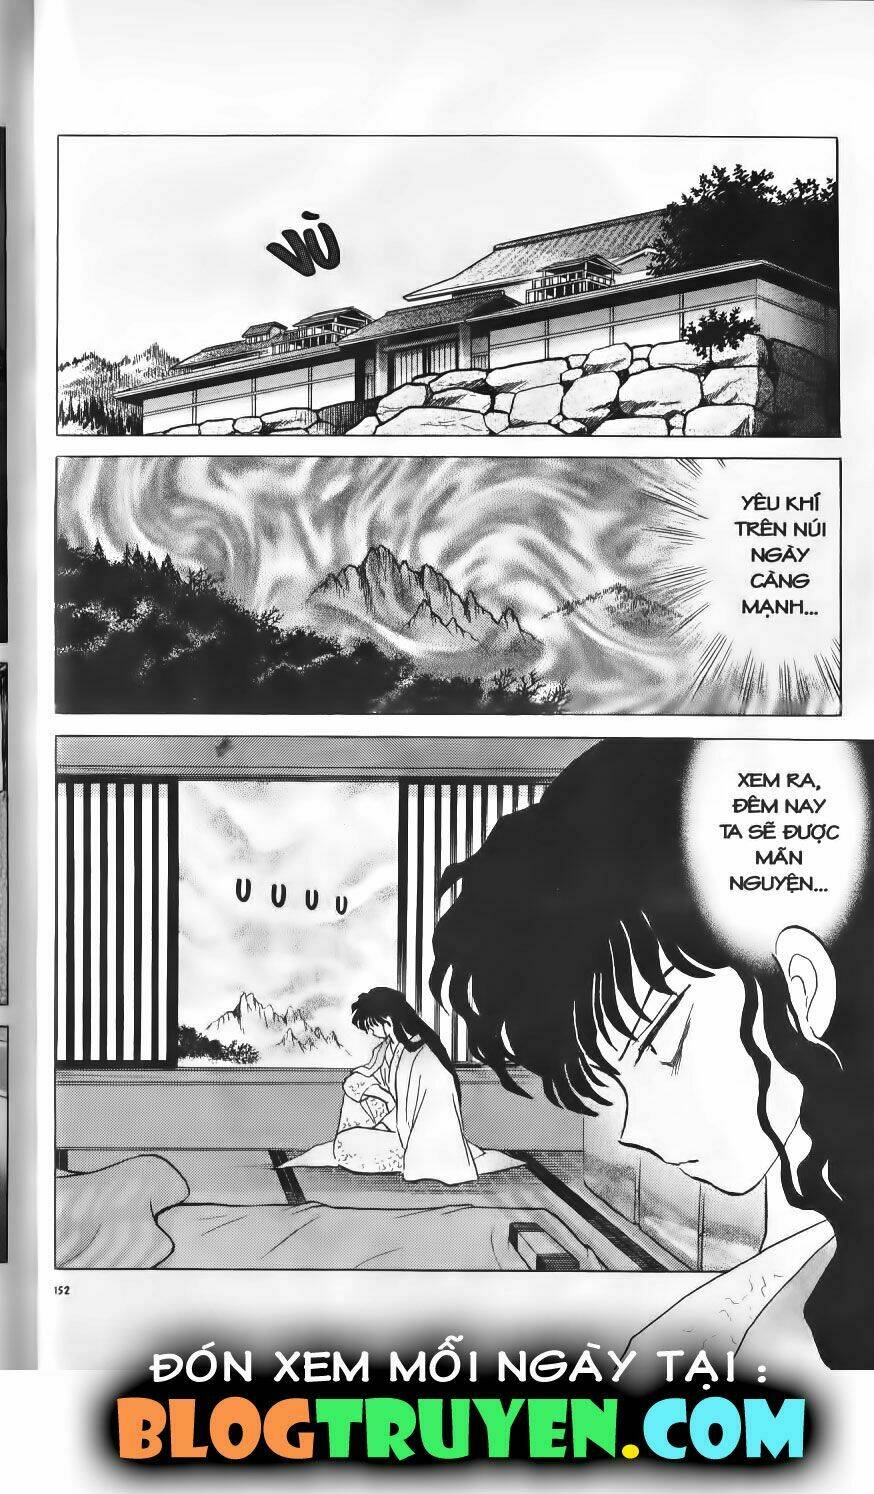 VÙ
YÊU KHÍ
TRÊN NÚI
NGÀY
CÀNG
MẠNH...
XEM RA,
ĐÊM NAY
TA SẼ ĐƯỢC
MÃN
NGUYỆN...
U U U U
152
ĐÓN XEM MỖI NGÀY TẠI :
BLOGTRUYEN.COM